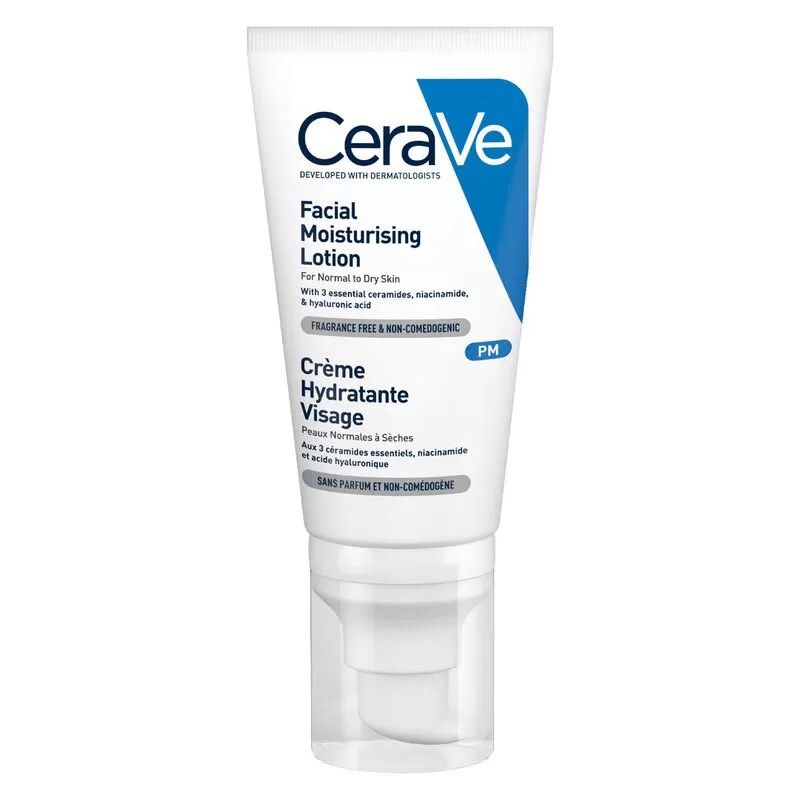 CeraVe
DEVELOPED WITH DERMATOLOGISTS
Facial
Moisturising
Lotion
For Normal to Dry Skin
With 3 essential ceramides, niacinamide,
& hyaluronic acid
FRAGRANCE FREE & NON-COMEDOGENIC
PM
Crème
Hydratante
Visage
Peaux Normales à Sèches
Aux 3 céramides essentiels, niacinamide
et acide hyaluronique
SANS PARFUM ET NON-COMÉDOGÈNE